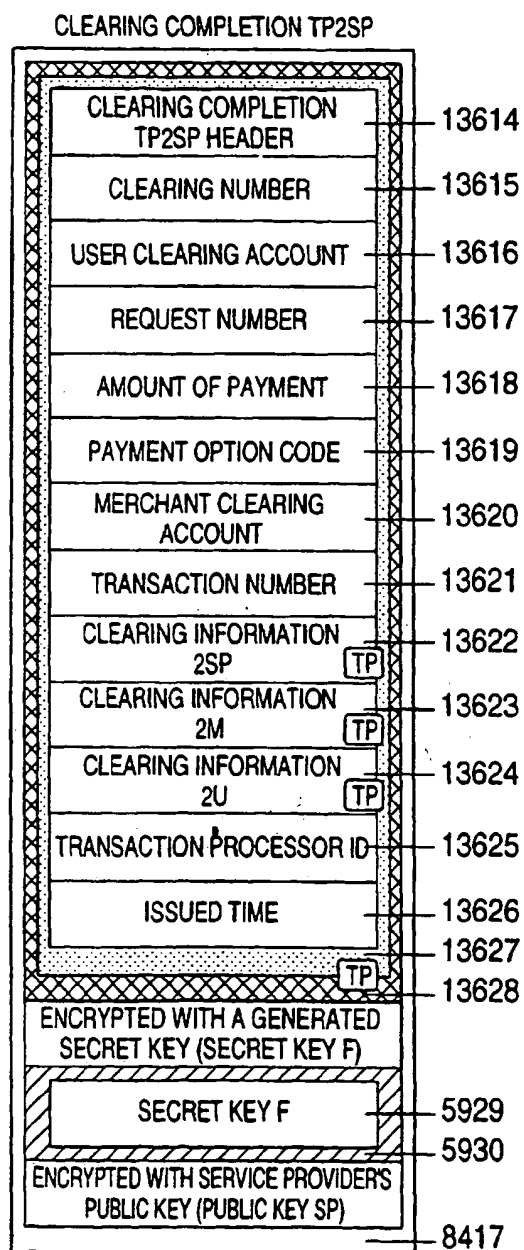 CLEARING COMPLETION TP2SP
CLEARING COMPLETION
TP2SP HEADER
13614
CLEARING NUMBER
13615
USER CLEARING ACCOUNT
13616
REQUEST NUMBER
13617
AMOUNT OF PAYMENT
13618
PAYMENT OPTION CODE
13619
MERCHANT CLEARING
ACCOUNT
13620
TRANSACTION NUMBER
13621
CLEARING INFORMATION
2SP
TP
13622
CLEARING INFORMATION
2M
TP
13623
CLEARING INFORMATION
2U
TP
13624
TRANSACTION PROCESSOR ID
13625
ISSUED TIME
13626
13627
TP
13628
ENCRYPTED WITH A GENERATED
SECRET KEY (SECRET KEY F)
SECRET KEY F
5929
5930
ENCRYPTED WITH SERVICE PROVIDER'S
PUBLIC KEY (PUBLIC KEY SP)
8417